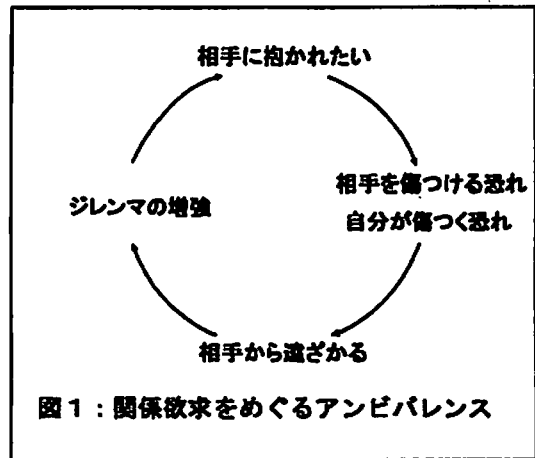 相手に抱かれたい
相手を傷つける恐れ
自分が傷つく恐れ
ジレンマの増強
相手から遠ざかる
図1:関係欲求をめぐるアンビバレンス